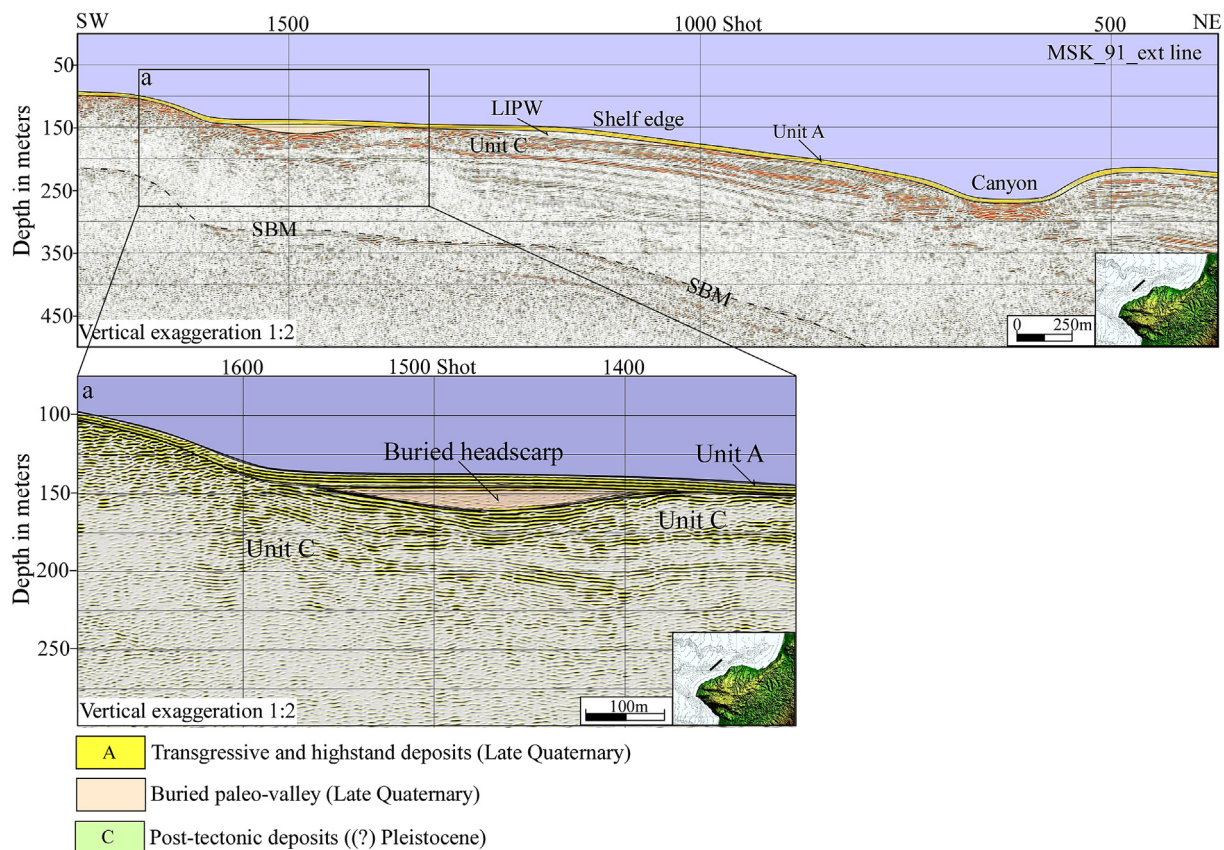 SW 1500 1000 Shot 500 NE
MSK_91_ext line
a
50
LIPW
Shelf edge
150
Unit C
Unit A
Canyon
250
SBM
350
SBM
450
Depth in meters
Vertical exaggeration 1:2
0 250m
1600 1500 Shot 1400
a
100
Buried headscarp
Unit A
150
Unit C
Unit C
200
250
Depth in meters
Vertical exaggeration 1:2
100m
A Transgressive and highstand deposits (Late Quaternary)
Buried paleo-valley (Late Quaternary)
C Post-tectonic deposits ((?) Pleistocene)